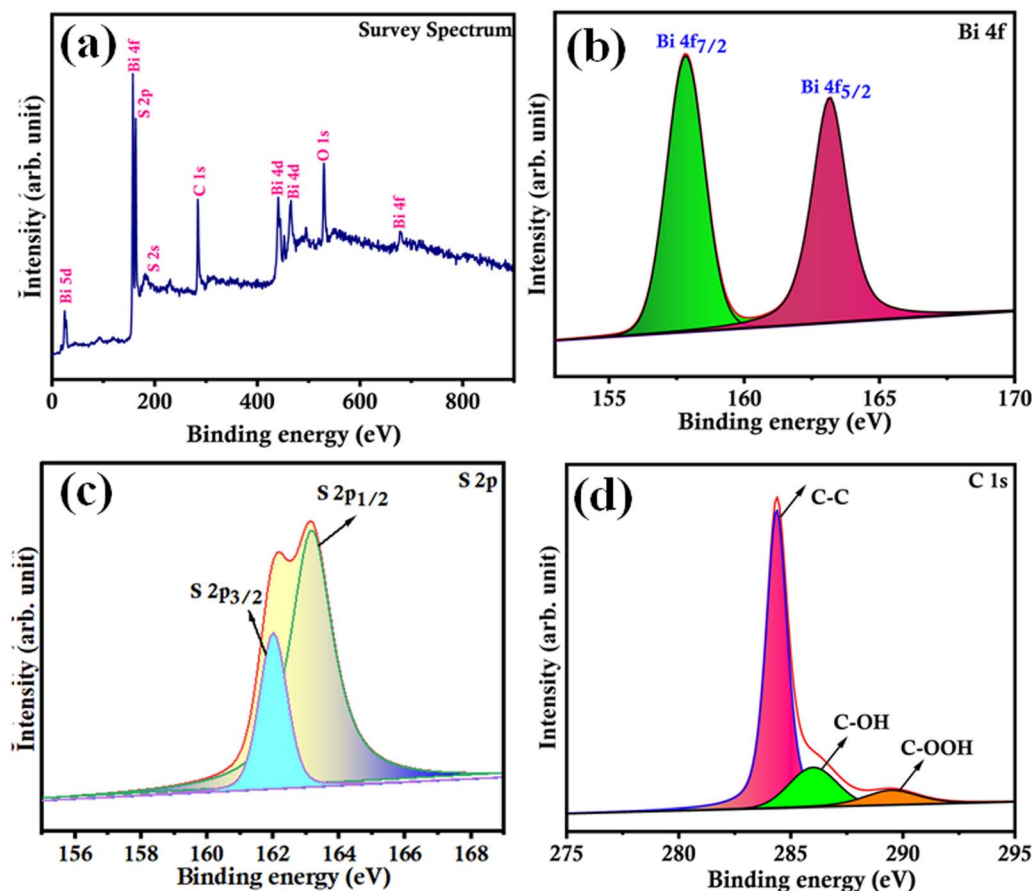 (a)
Survey Spectrum
Bi 5d
Bi 4f
S 2p
S 2s
C 1s
Bi 4d
Bi 4d
O 1s
Bi 4f
Intensity (arb. unit)
0 200 400 600 800
Binding energy (eV)
(b)
Bi 4f
Bi 4f7/2
Bi 4f5/2
Intensity (arb. unit)
155 160 165 170
Binding energy (eV)
(c)
S 2p
S 2p1/2
S 2p3/2
Intensity (arb. unit)
156 158 160 162 164 166 168
Binding energy (eV)
(d)
C 1s
C-C
C-OH
C-OOH
Intensity (arb. unit)
275 280 285 290 295
Binding energy (eV)